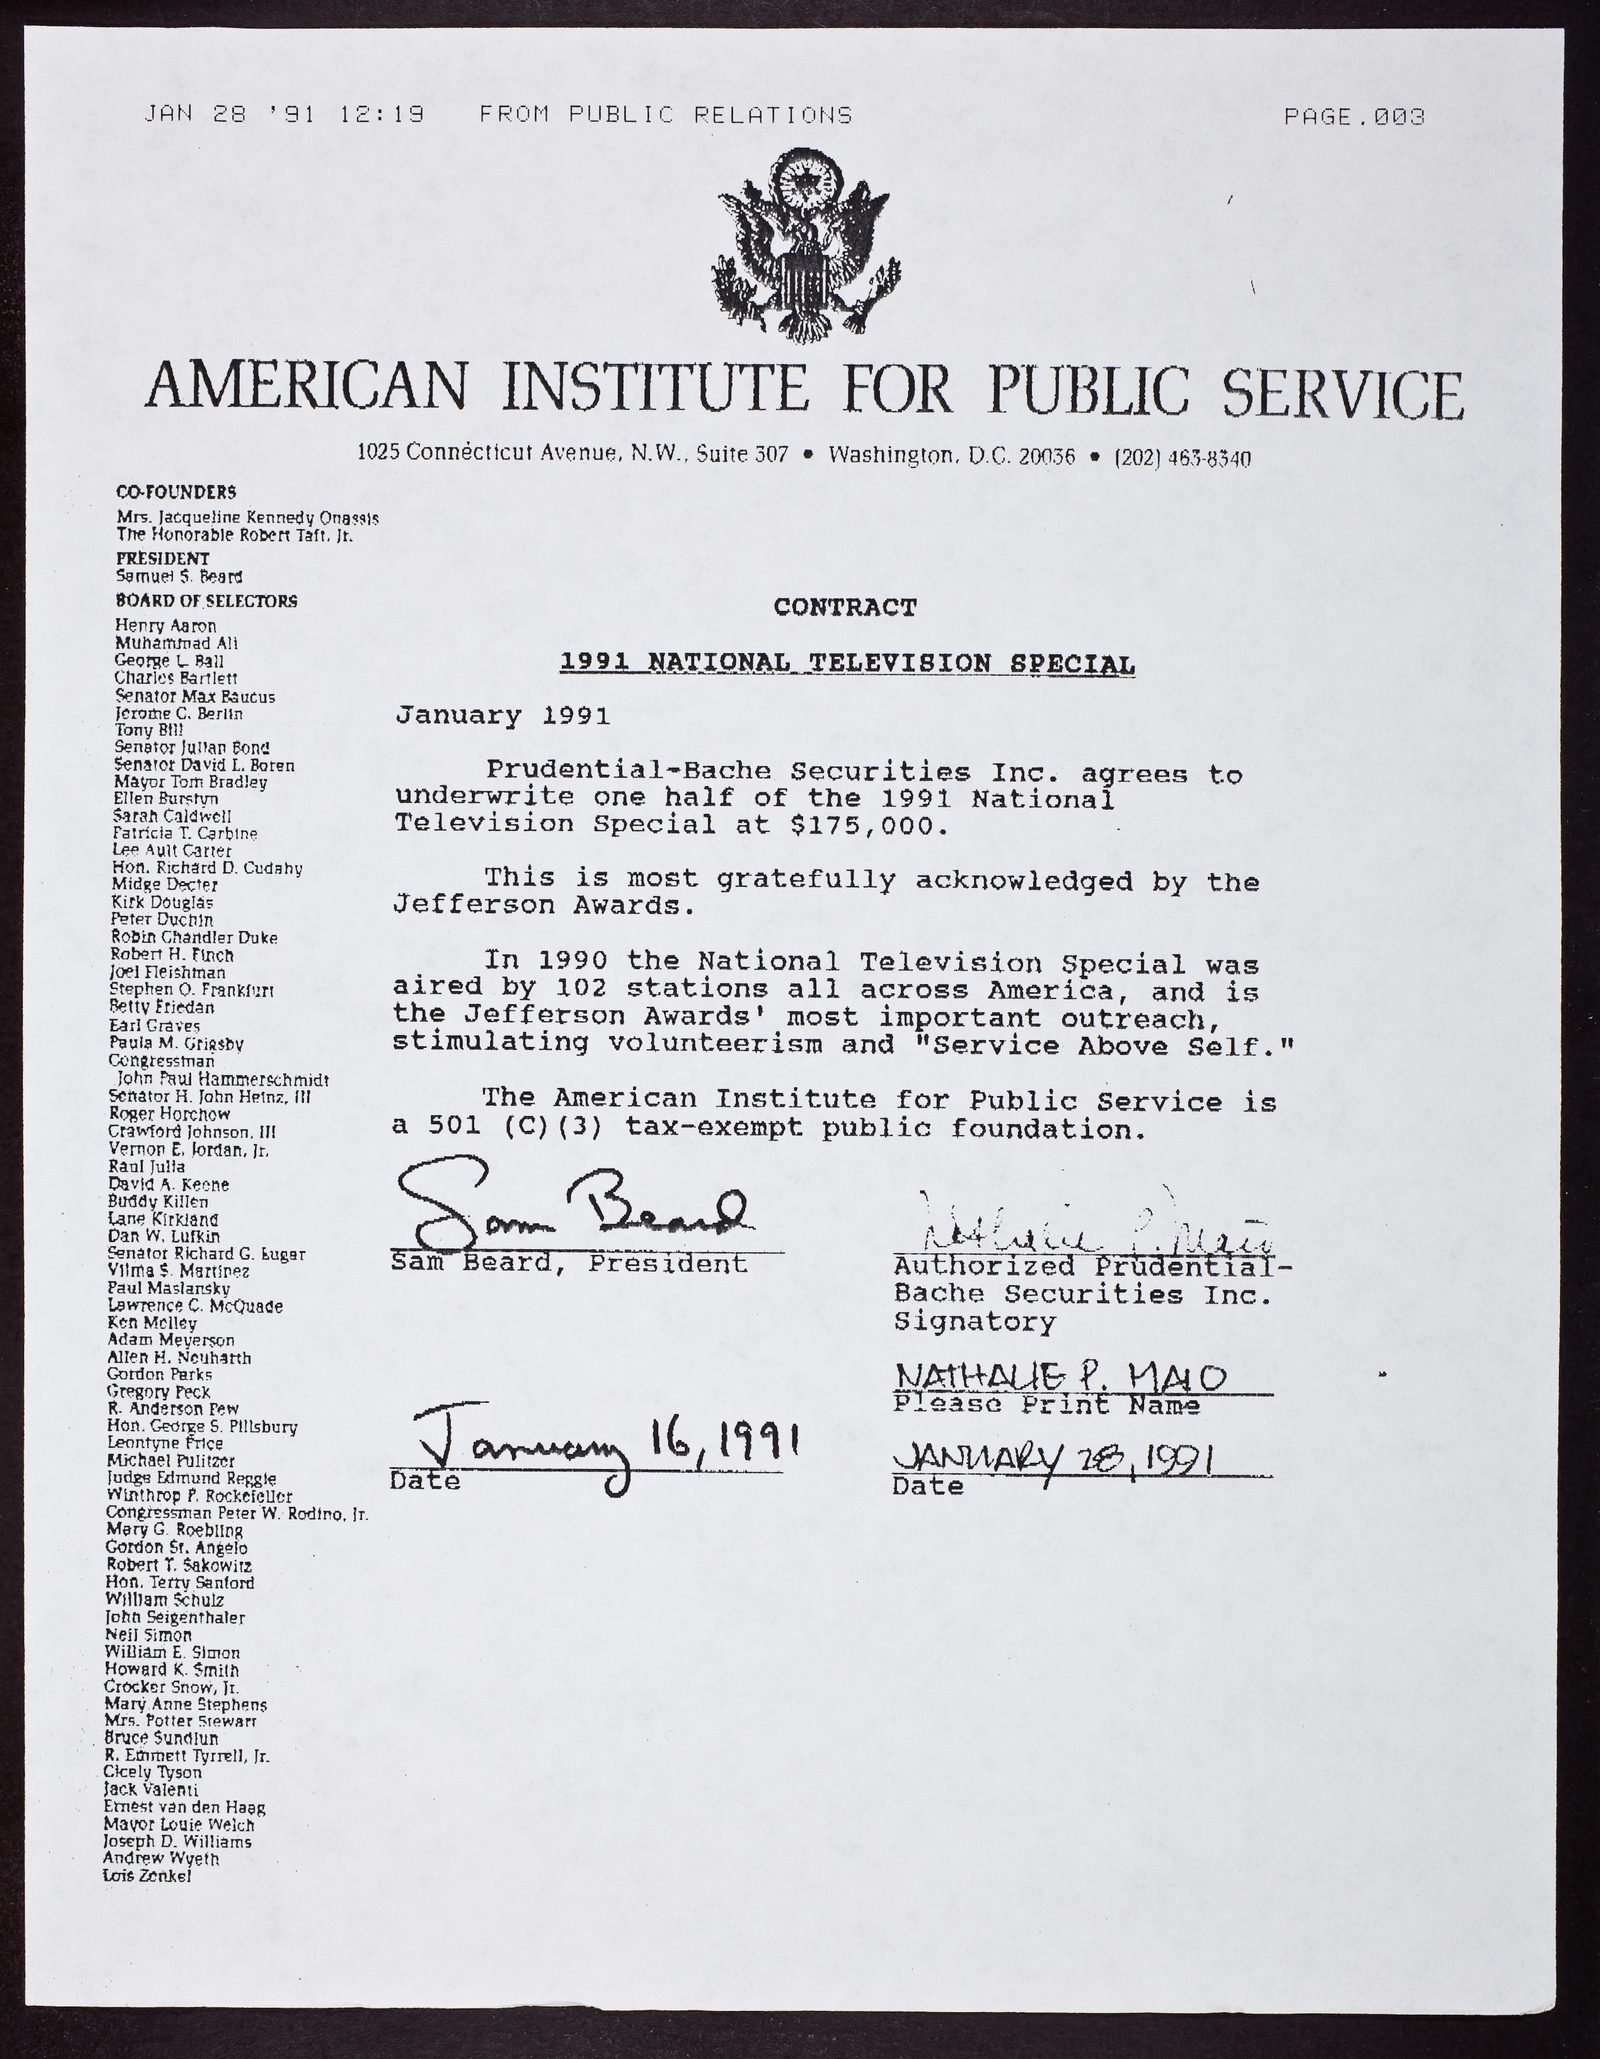 JAN 28 '91 12:19 FROM PUBLIC RELATIONS PAGE.003
AMERICAN INSTITUTE FOR PUBLIC SERVICE
1025 Connecticut Avenue, N.W., Suite 307 • Washington, D.C. 20036 • (202) 463-8340
CO-FOUNDERS
Mrs. Jacqueline Kennedy Onassis
The Honorable Robert Taft, Jr.
PRESIDENT
Samuel S. Beard
BOARD OF SELECTORS
Henry Aaron
Muhammad Ali
George L. Ball
Charles Bartlett
Senator Max Baucus
Jerome C. Berlin
Tony Bill
Senator Julian Bond
Senator David L. Boren
Mayor Tom Bradley
Ellen Burstyn
Sarah Caldwell
Patricia T. Carbine
Lee Ault Carter
Hon. Richard D. Cudahy
Midge Decter
Kirk Douglas
Peter Duchin
Robin Chandler Duke
Robert H. Finch
Joel Fleishman
Stephen O. Frankfurt
Betty Friedan
Earl Graves
Paula M. Grigsby
Congressman
John Paul Hammerschmidt
Senator H. John Heinz, III
Roger Horchow
Crawford Johnson, III
Vernon E. Jordan, Jr.
Raul Julia
David A. Keene
Buddy Killen
Lane Kirkland
Dan W. Lufkin
Senator Richard G. Lugar
Vilma S. Martinez
Paul Maslansky
Lawrence C. McQuade
Ken Melley
Adam Meyerson
Allen H. Neuharth
Gordon Parks
Gregory Peck
R. Anderson Pew
Hon. George S. Pillsbury
Leontyne Price
Michael Pulitzer
Judge Edmund Reggie
Winthrop P. Rockefeller
Congressman Peter W. Rodino, Jr.
Mary G. Roebling
Gordon St. Angelo
Robert T. Sakowitz
Hon. Terry Sanford
William Schulz
John Seigenthaler
Neil Simon
William E. Simon
Howard K. Smith
Crocker Snow, Jr.
Mary Anne Stephens
Mrs. Potter Stewart
Bruce Sundlun
R. Emmett Tyrrell, Jr.
Cicely Tyson
Jack Valenti
Ernest van den Haag
Mayor Louie Welch
Joseph D. Williams
Andrew Wyeth
Lois Zenkel
CONTRACT
1991 NATIONAL TELEVISION SPECIAL
January 1991
Prudential-Bache Securities Inc. agrees to
underwrite one half of the 1991 National
Television Special at $175,000.
This is most gratefully acknowledged by the
Jefferson Awards.
In 1990 the National Television Special was
aired by 102 stations all across America, and is
the Jefferson Awards' most important outreach,
stimulating volunteerism and "Service Above Self."
The American Institute for Public Service is
a 501 (C)(3) tax-exempt public foundation.
Sam Beard
Sam Beard, President
January 16, 1991
Date
Nathalie P. Maio
Authorized Prudential-
Bache Securities Inc.
Signatory
NATHALIE P. MAIO
Please Print Name
JANUARY 28, 1991
Date